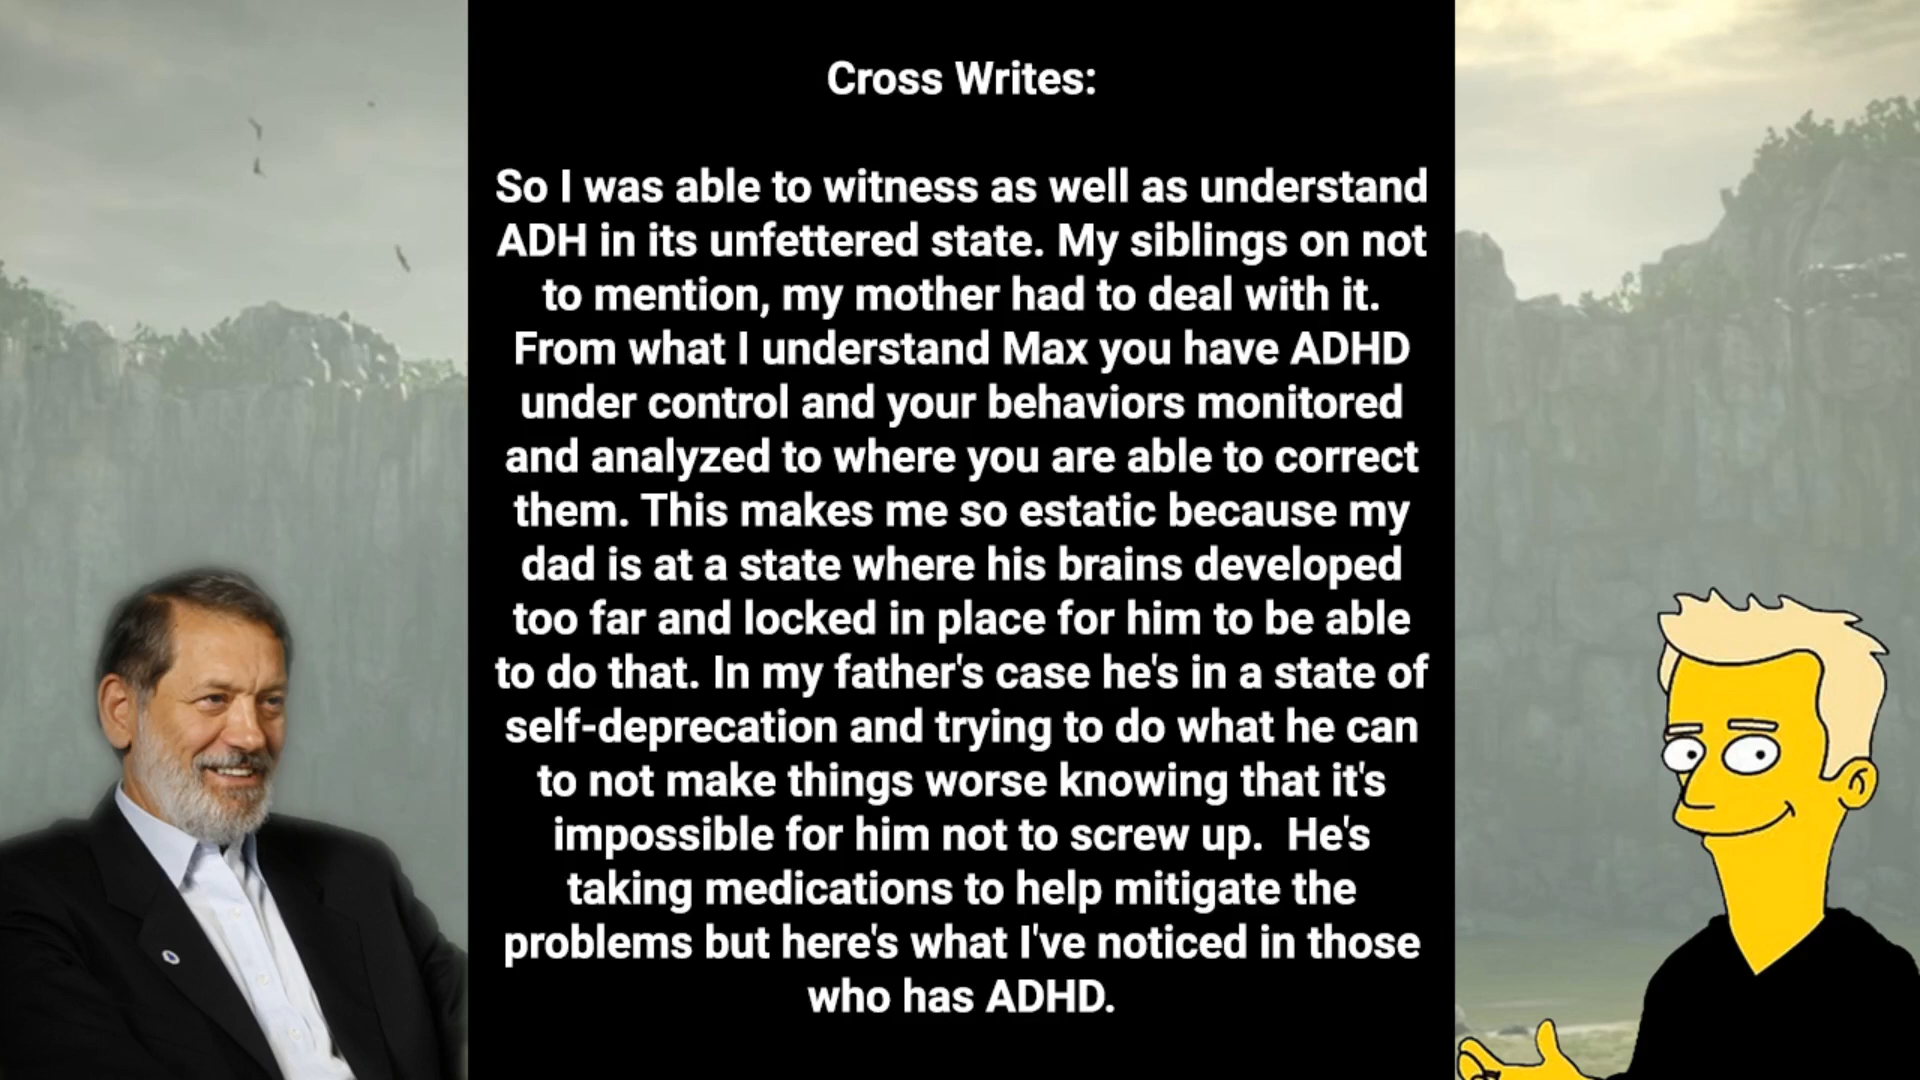 Cross Writes:
So I was able to witness as well as understand
ADH in its unfettered state. My siblings on not
to mention, my mother had to deal with it.
From what I understand Max you have ADHD
under control and your behaviors monitored
and analyzed to where you are able to correct
them. This makes me so estatic because my
dad is at a state where his brains developed
too far and locked in place for him to be able
to do that. In my father's case he's in a state of
self-deprecation and trying to do what he can
to not make things worse knowing that it's
impossible for him not to screw up.  He's
taking medications to help mitigate the
problems but here's what I've noticed in those
who has ADHD.